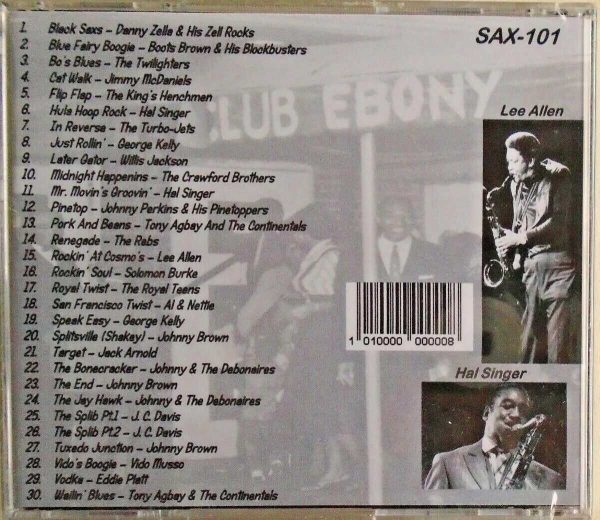 1. Black Saxs – Danny Zella & His Zell Rocks
2. Blue Fairy Boogie – Boots Brown & His Blockbusters
3. Bo's Blues – The Twilighters
4. Cat Walk – Jimmy McDaniels
5. Flip Flap – The King's Henchmen
6. Hula Hoop Rock – Hal Singer
7. In Reverse – The Turbo-Jets
8. Just Rollin' – George Kelly
9. Later Gator – Willis Jackson
10. Midnight Happenins – The Crawford Brothers
11. Mr. Movin's Groovin' – Hal Singer
12. Pinetop – Johnny Perkins & His Pinetoppers
13. Pork And Beans – Tony Agbay And The Continentals
14. Renegade – The Rebs
15. Rockin' At Cosmo's – Lee Allen
16. Rockin' Soul – Solomon Burke
17. Royal Twist – The Royal Teens
18. San Francisco Twist – Al & Nettie
19. Speak Easy – George Kelly
20. Splitsville (Shakey) – Johnny Brown
21. Target – Jack Arnold
22. The Bonecracker – Johnny & The Debonaires
23. The End – Johnny Brown
24. The Jay Hawk – Johnny & The Debonaires
25. The Splib Pt.1 – J. C. Davis
26. The Splib Pt.2 – J. C. Davis
27. Tuxedo Junction – Johnny Brown
28. Vido's Boogie – Vido Musso
29. Vodka – Eddie Platt
30. Wailin' Blues – Tony Agbay & The Continentals
CLUB EBONY
SAX-101
Lee Allen
1 010000 000008
Hal Singer